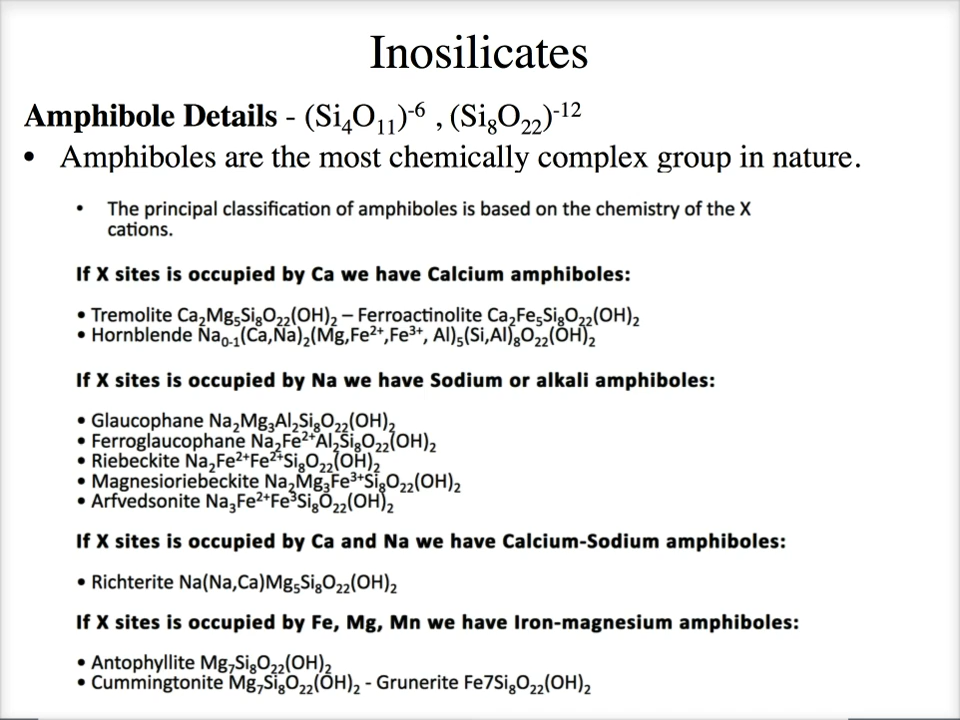 Inosilicates
Amphibole Details - (Si₄O₁₁)⁻⁶ , (Si₈O₂₂)⁻¹²
• Amphiboles are the most chemically complex group in nature.
• The principal classification of amphiboles is based on the chemistry of the X
cations.
If X sites is occupied by Ca we have Calcium amphiboles:
• Tremolite Ca₂Mg₅Si₈O₂₂(OH)₂ – Ferroactinolite Ca₂Fe₅Si₈O₂₂(OH)₂
• Hornblende Na₀₋₁(Ca,Na)₂(Mg,Fe²⁺,Fe³⁺, Al)₅(Si,Al)₈O₂₂(OH)₂
If X sites is occupied by Na we have Sodium or alkali amphiboles:
• Glaucophane Na₂Mg₃Al₂Si₈O₂₂(OH)₂
• Ferroglaucophane Na₂Fe²⁺Al₂Si₈O₂₂(OH)₂
• Riebeckite Na₂Fe²⁺Fe²⁺Si₈O₂₂(OH)₂
• Magnesioriebeckite Na₂Mg₃Fe³⁺Si₈O₂₂(OH)₂
• Arfvedsonite Na₃Fe²⁺Fe³Si₈O₂₂(OH)₂
If X sites is occupied by Ca and Na we have Calcium-Sodium amphiboles:
• Richterite Na(Na,Ca)Mg₅Si₈O₂₂(OH)₂
If X sites is occupied by Fe, Mg, Mn we have Iron-magnesium amphiboles:
• Antophyllite Mg₇Si₈O₂₂(OH)₂
• Cummingtonite Mg₇Si₈O₂₂(OH)₂ - Grunerite Fe7Si₈O₂₂(OH)₂